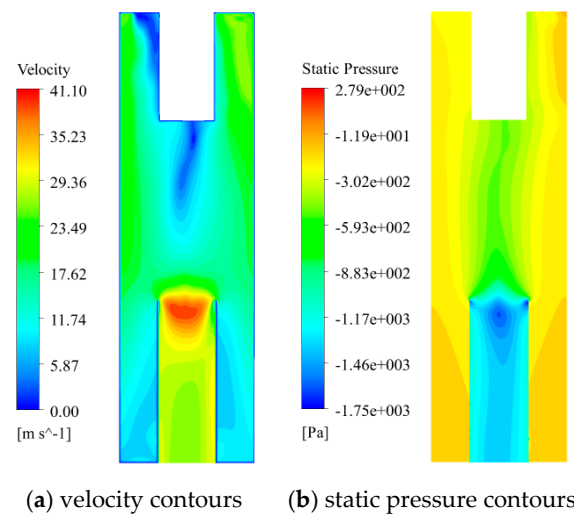 Velocity
41.10
35.23
29.36
23.49
17.62
11.74
5.87
0.00
[m s^-1]
Static Pressure
2.79e+002
-1.19e+001
-3.02e+002
-5.93e+002
-8.83e+002
-1.17e+003
-1.46e+003
-1.75e+003
[Pa]
(a) velocity contours
(b) static pressure contours